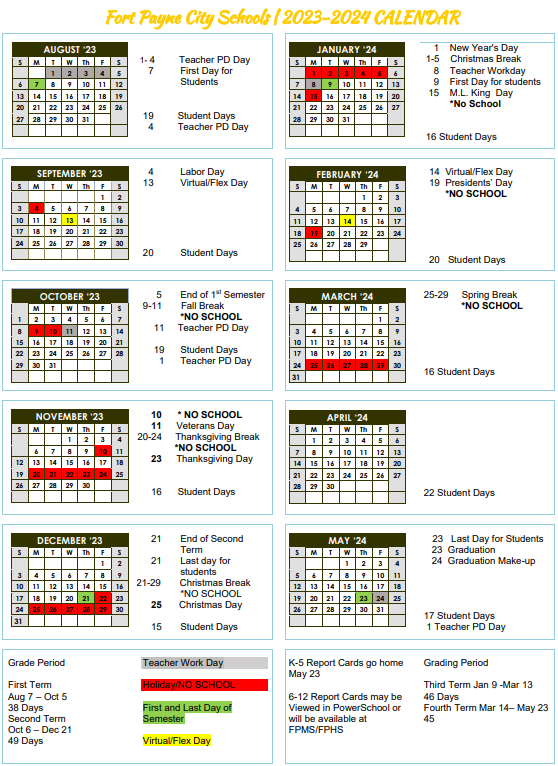 Fort Payne City Schools | 2023–2024 CALENDAR
AUGUST '23
S M T W Th F S
1 2 3 4 5
6 7 8 9 10 11 12
13 14 15 16 17 18 19
20 21 22 23 24 25 26
27 28 29 30 31
1- 4 Teacher PD Day
7 First Day for
Students
19 Student Days
4 Teacher PD Day
JANUARY '24
S M T W Th F S
1 2 3 4 5 6
7 8 9 10 11 12 13
14 15 16 17 18 19 20
21 22 23 24 25 26 27
28 29 30 31
1 New Year's Day
1-5 Christmas Break
8 Teacher Workday
9 First Day for students
15 M.L. King Day
*No School
16 Student Days
SEPTEMBER '23
S M T W Th F S
1 2
3 4 5 6 7 8 9
10 11 12 13 14 15 16
17 18 19 20 21 22 23
24 25 26 27 28 29 30
4 Labor Day
13 Virtual/Flex Day
20 Student Days
FEBRUARY '24
S M T W Th F S
1 2 3
4 5 6 7 8 9 10
11 12 13 14 15 16 17
18 19 20 21 22 23 24
25 26 27 28 29
14 Virtual/Flex Day
19 Presidents' Day
*NO SCHOOL
20 Student Days
OCTOBER '23
S M T W Th F S
1 2 3 4 5 6 7
8 9 10 11 12 13 14
15 16 17 18 19 20 21
22 23 24 25 26 27 28
29 30 31
5 End of 1st Semester
9-11 Fall Break
*NO SCHOOL
11 Teacher PD Day
19 Student Days
1 Teacher PD Day
MARCH '24
S M T W Th F S
1 2
3 4 5 6 7 8 9
10 11 12 13 14 15 16
17 18 19 20 21 22 23
24 25 26 27 28 29 30
31
25-29 Spring Break
*NO SCHOOL
16 Student Days
NOVEMBER '23
S M T W Th F S
1 2 3 4
5 6 7 8 9 10 11
12 13 14 15 16 17 18
19 20 21 22 23 24 25
26 27 28 29 30
10 * NO SCHOOL
11 Veterans Day
20-24 Thanksgiving Break
*NO SCHOOL
23 Thanksgiving Day
16 Student Days
APRIL '24
S M T W Th F S
1 2 3 4 5 6
7 8 9 10 11 12 13
14 15 16 17 18 19 20
21 22 23 24 25 26 27
28 29 30
22 Student Days
DECEMBER '23
S M T W Th F S
1 2
3 4 5 6 7 8 9
10 11 12 13 14 15 16
17 18 19 20 21 22 23
24 25 26 27 28 29 30
31
21 End of Second
Term
21 Last day for
students
21-29 Christmas Break
*NO SCHOOL
25 Christmas Day
15 Student Days
MAY '24
S M T W Th F S
1 2 3 4
5 6 7 8 9 10 11
12 13 14 15 16 17 18
19 20 21 22 23 24 25
26 27 28 29 30 31
23 Last Day for Students
23 Graduation
24 Graduation Make-up
17 Student Days
1 Teacher PD Day
Grade Period
First Term
Aug 7 – Oct 5
38 Days
Second Term
Oct 6 – Dec 21
49 Days
Teacher Work Day
Holiday/NO SCHOOL
First and Last Day of
Semester
Virtual/Flex Day
K-5 Report Cards go home
May 23
6-12 Report Cards may be
Viewed in PowerSchool or
will be available at
FPMS/FPHS
Grading Period
Third Term Jan 9 -Mar 13
46 Days
Fourth Term Mar 14– May 23
45